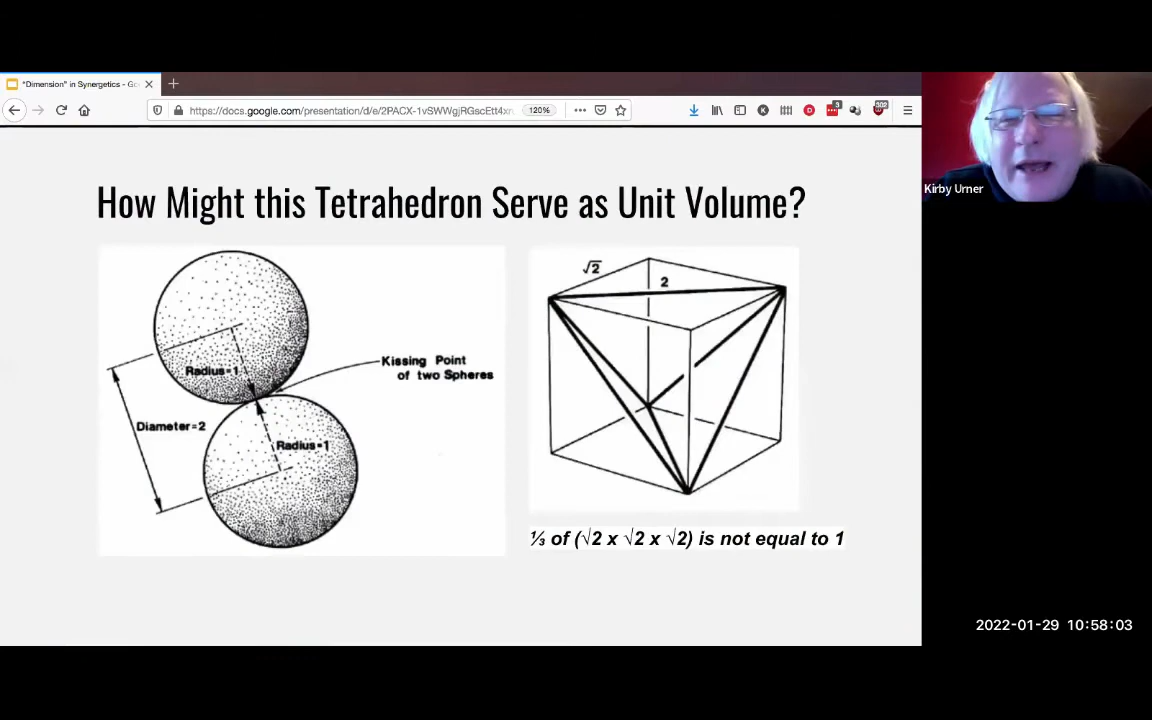 "Dimension" in Synergetics - Go
https://docs.google.com/presentation/d/e/2PACX-1vSWWgjRGscEtt4x
120%
3
502
Kirby Urner
How Might this Tetrahedron Serve as Unit Volume?
√2
2
Kissing Point
of two Spheres
Radius=1
Diameter=2
Radius=1
⅓ of (√2 x √2 x √2) is not equal to 1
2022-01-29 10:58:03